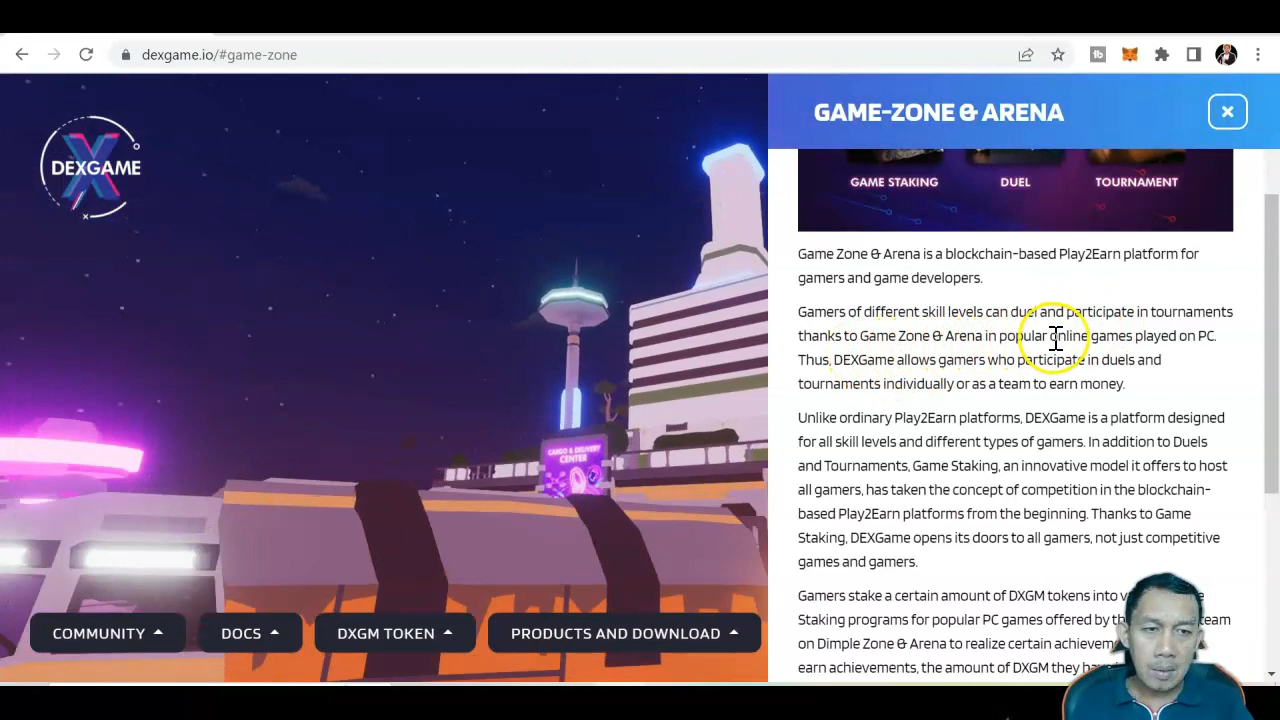 dexgame.io/#game-zone
DEXGAME
GAME-ZONE & ARENA
GAME STAKING
DUEL
TOURNAMENT
Game Zone & Arena is a blockchain-based Play2Earn platform for
gamers and game developers.
Gamers of different skill levels can duel and participate in tournaments
thanks to Game Zone & Arena in popular online games played on PC.
Thus, DEXGame allows gamers who participate in duels and
tournaments individually or as a team to earn money.
Unlike ordinary Play2Earn platforms, DEXGame is a platform designed
for all skill levels and different types of gamers. In addition to Duels
and Tournaments, Game Staking, an innovative model it offers to host
all gamers, has taken the concept of competition in the blockchain-
based Play2Earn platforms from the beginning. Thanks to Game
Staking, DEXGame opens its doors to all gamers, not just competitive
games and gamers.
Gamers stake a certain amount of DXGM tokens into
Staking programs for popular PC games offered by the team
on Dimple Zone & Arena to realize certain
earn achievements, the amount of DXGM they
CARGO & DELIVERY
CENTER
COMMUNITY
DOCS
DXGM TOKEN
PRODUCTS AND DOWNLOAD